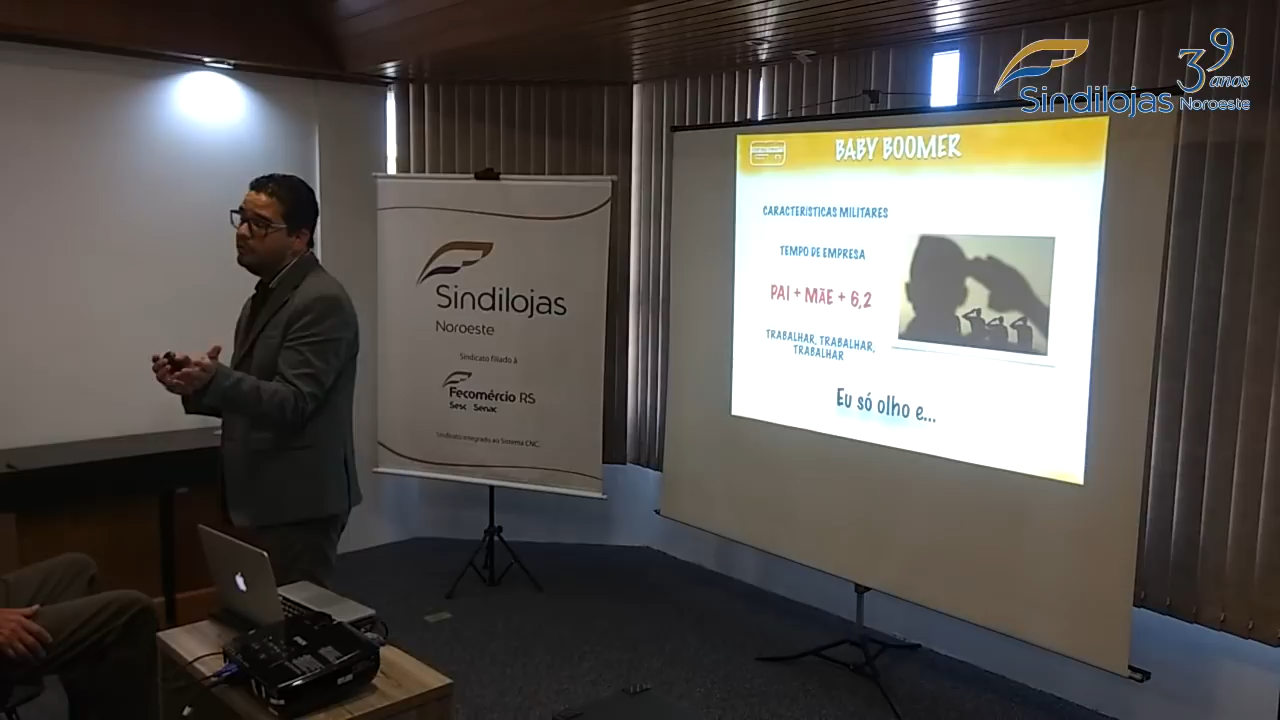 Sindilojas
Noroeste
39
anos
BABY BOOMER
CARACTERÍSTICAS MILITARES
TEMPO DE EMPRESA
PAI + MÃE + 6,2
TRABALHAR, TRABALHAR,
TRABALHAR
Eu só olho e...
Sindilojas
Noroeste
Sindicato filiado à
Fecomércio RS
Sesc Senac
Sindicato integrado ao Sistema CNC.